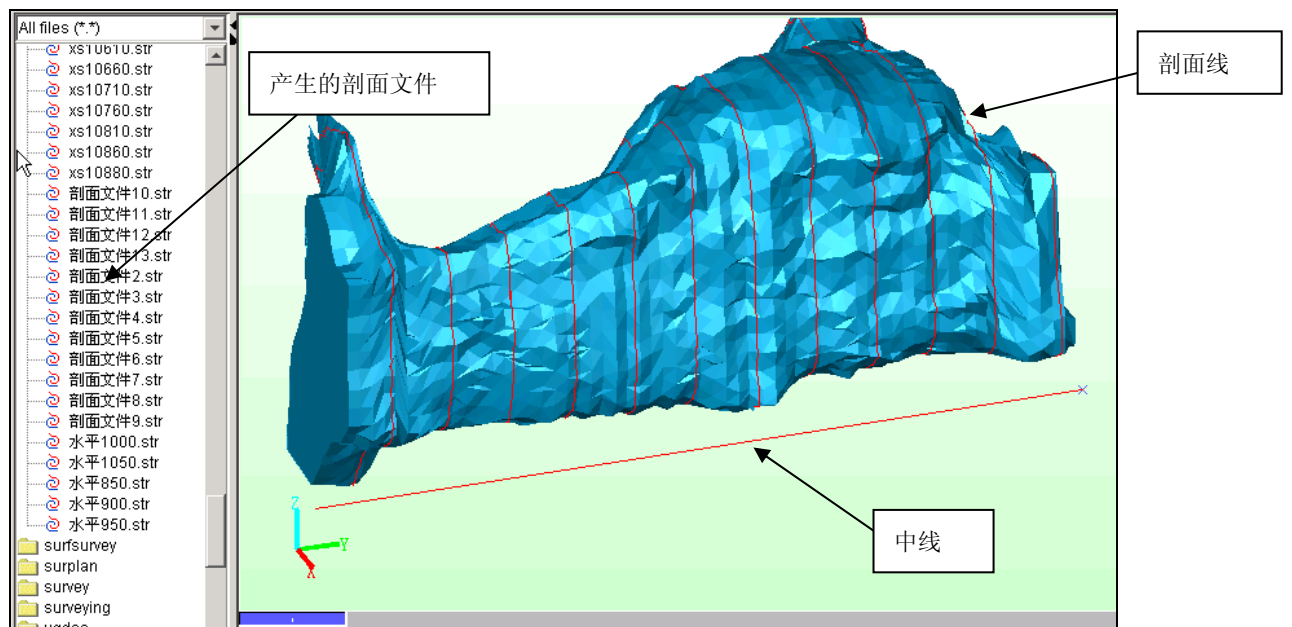 All files (*.*)
xs10610.str
xs10660.str
xs10710.str
xs10760.str
xs10810.str
xs10860.str
xs10880.str
剖面文件10.str
剖面文件11.str
剖面文件12.str
剖面文件13.str
剖面文件2.str
剖面文件3.str
剖面文件4.str
剖面文件5.str
剖面文件6.str
剖面文件7.str
剖面文件8.str
剖面文件9.str
水平1000.str
水平1050.str
水平850.str
水平900.str
水平950.str
surfsurvey
surplan
survey
surveying
产生的剖面文件
剖面线
中线
Z
Y
X